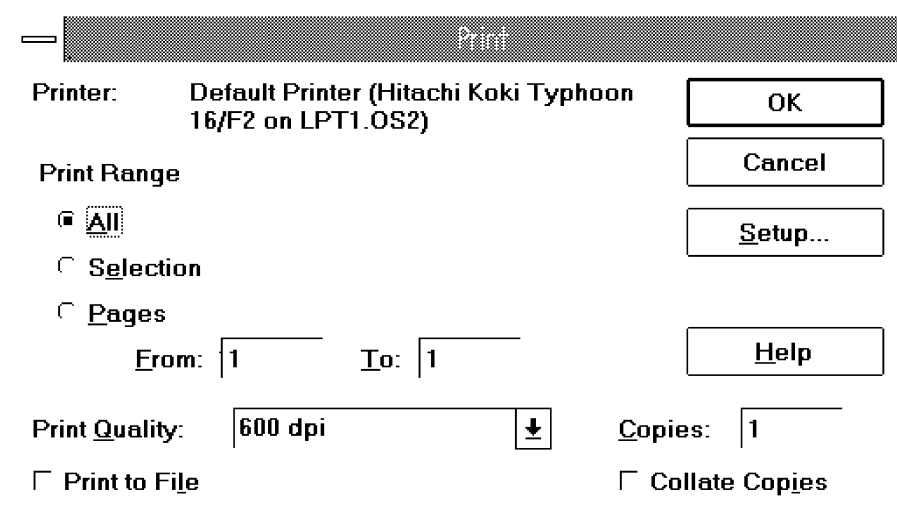 Print
Printer: Default Printer (Hitachi Koki Typhoon
16/F2 on LPT1.OS2)
OK
Cancel
Print Range
All
Setup...
Selection
Pages
From: 1 To: 1
Help
Print Quality: 600 dpi Copies: 1
Print to File Collate Copies